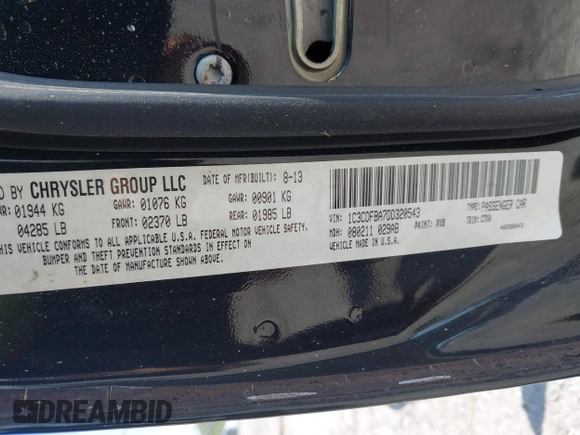 D BY CHRYSLER GROUP LLC DATE OF MFR(BUILT): 8-13
GAWR: GAWR:
R: 01944 KG 01076 KG 00901 KG
FRONT: REAR:
04285 LB 02370 LB 01985 LB
THIS VEHICLE CONFORMS TO ALL APPLICABLE U.S.A. FEDERAL MOTOR VEHICLE SAFETY,
BUMPER AND THEFT PREVENTION STANDARDS IN EFFECT ON THE
DATE OF MANUFACTURE SHOWN ABOVE.
VIN: 1C3CDFBA7DD320543 TYPE: PASSENGER CAR
MDH: 080211 029AB PAINT: PXB TRIM:
VEHICLE MADE IN U.S.A.
DREAMBID